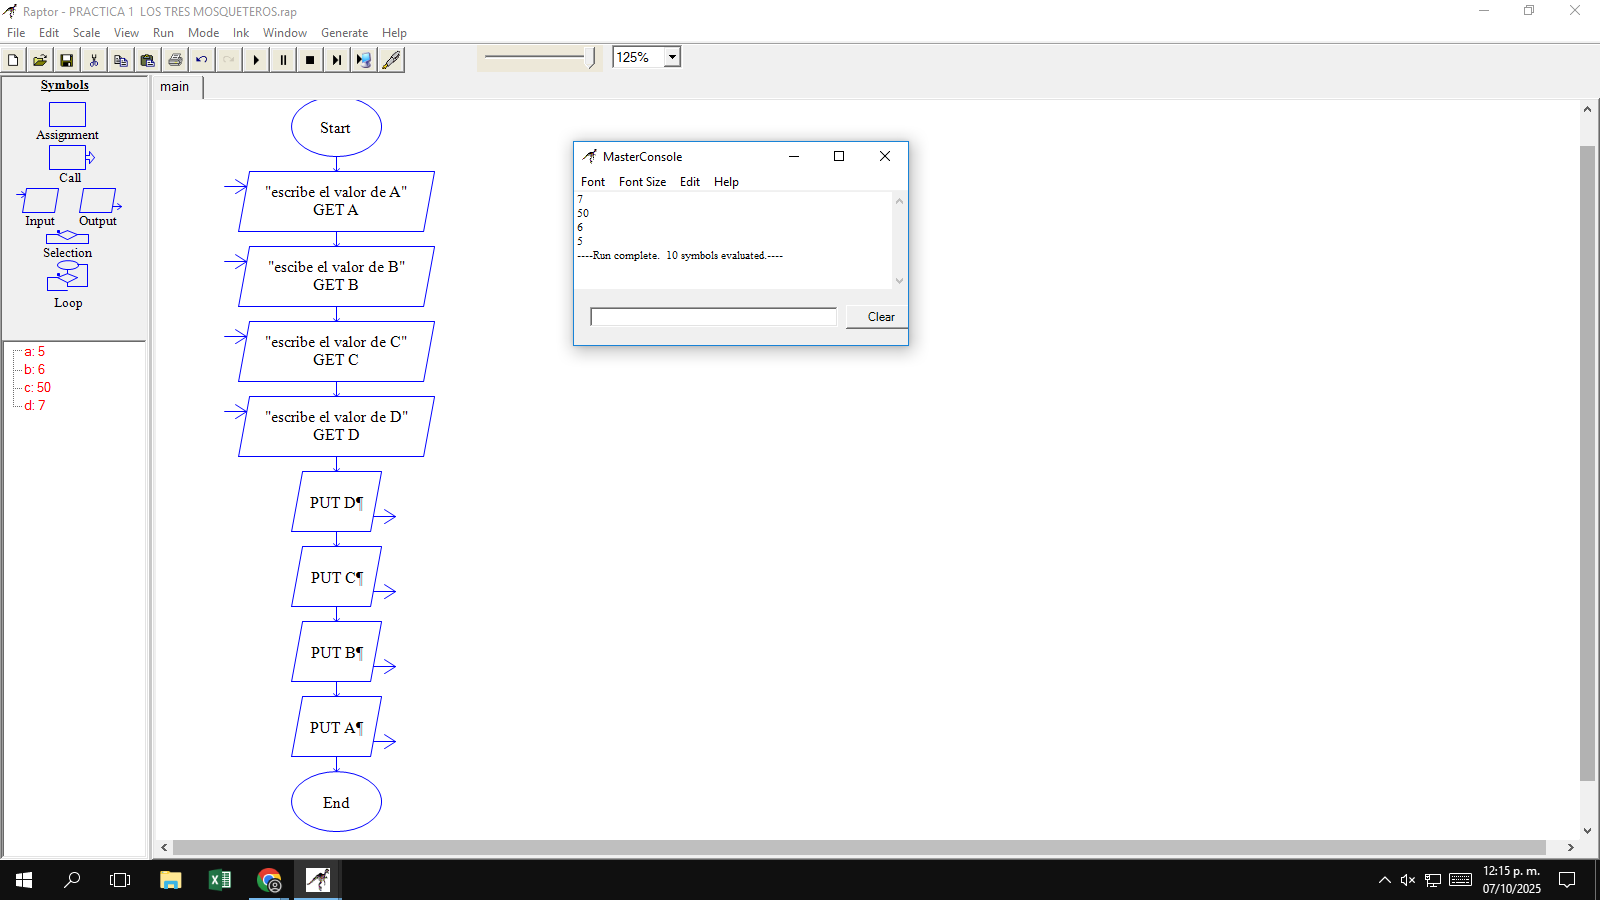 Raptor - PRACTICA 1  LOS TRES MOSQUETEROS.rap
File Edit Scale View Run Mode Ink Window Generate Help
125%
Symbols
Assignment
Call
Input Output
Selection
Loop
a: 5
b: 6
c: 50
d: 7
main
Start
"escribe el valor de A"
GET A
"escibe el valor de B"
GET B
"escribe el valor de C"
GET C
"escribe el valor de D"
GET D
PUT D¶
PUT C¶
PUT B¶
PUT A¶
End
MasterConsole
Font Font Size Edit Help
7
50
6
5
----Run complete.  10 symbols evaluated.----
Clear
12:15 p. m.
07/10/2025